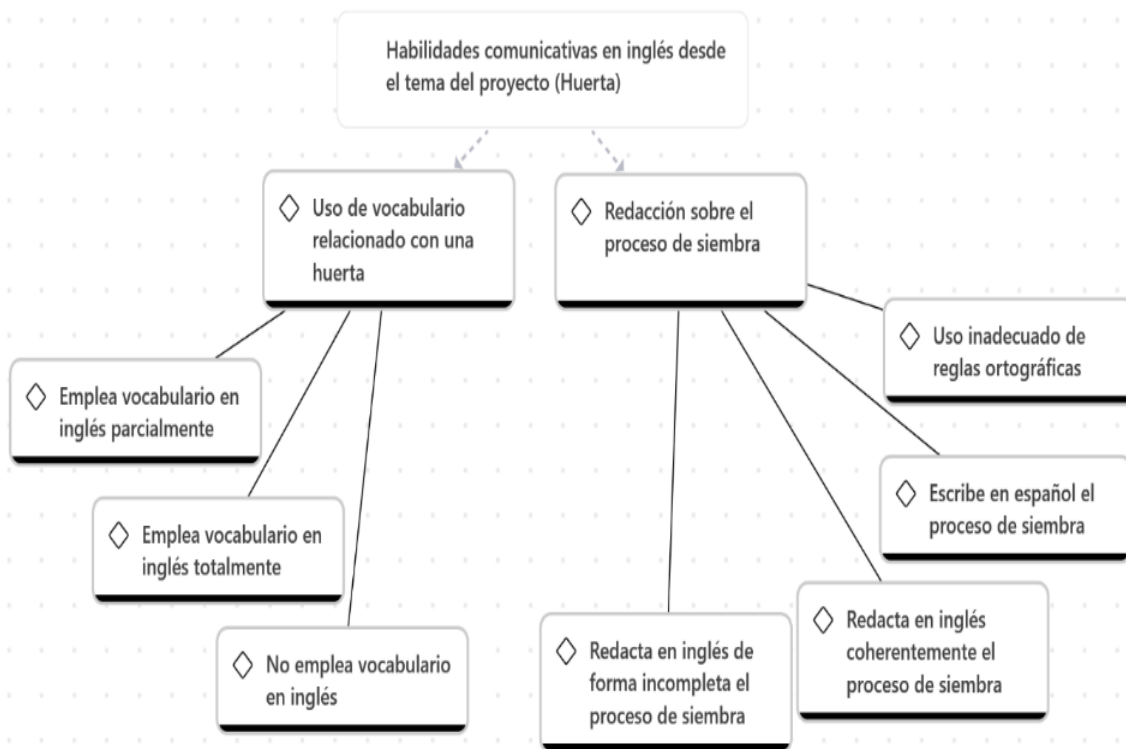 Habilidades comunicativas en inglés desde
el tema del proyecto (Huerta)
Uso de vocabulario
relacionado con una
huerta
Redacción sobre el
proceso de siembra
Uso inadecuado de
reglas ortográficas
Emplea vocabulario en
inglés parcialmente
Escribe en español el
proceso de siembra
Emplea vocabulario en
inglés totalmente
Redacta en inglés
coherentemente el
proceso de siembra
No emplea vocabulario
en inglés
Redacta en inglés de
forma incompleta el
proceso de siembra